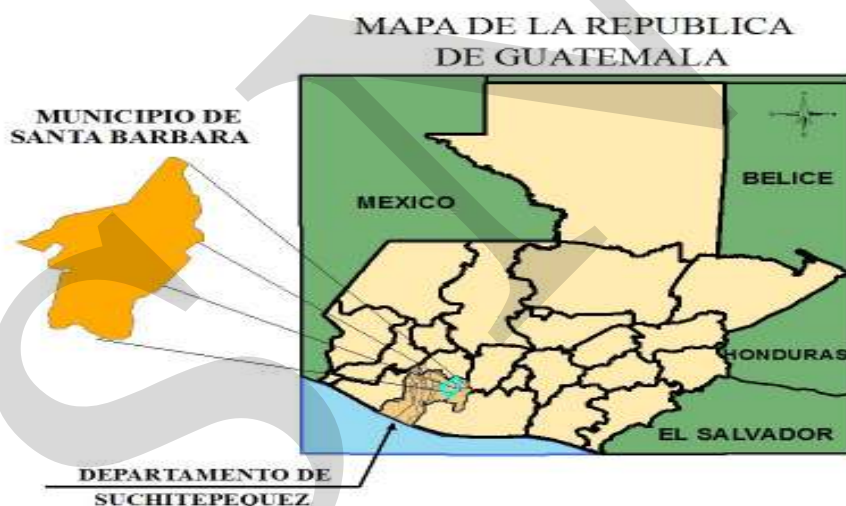 MAPA DE LA REPUBLICA
DE GUATEMALA
MUNICIPIO DE
SANTA BARBARA
MEXICO
BELICE
HONDURAS
EL SALVADOR
DEPARTAMENTO DE
SUCHITEPEQUEZ